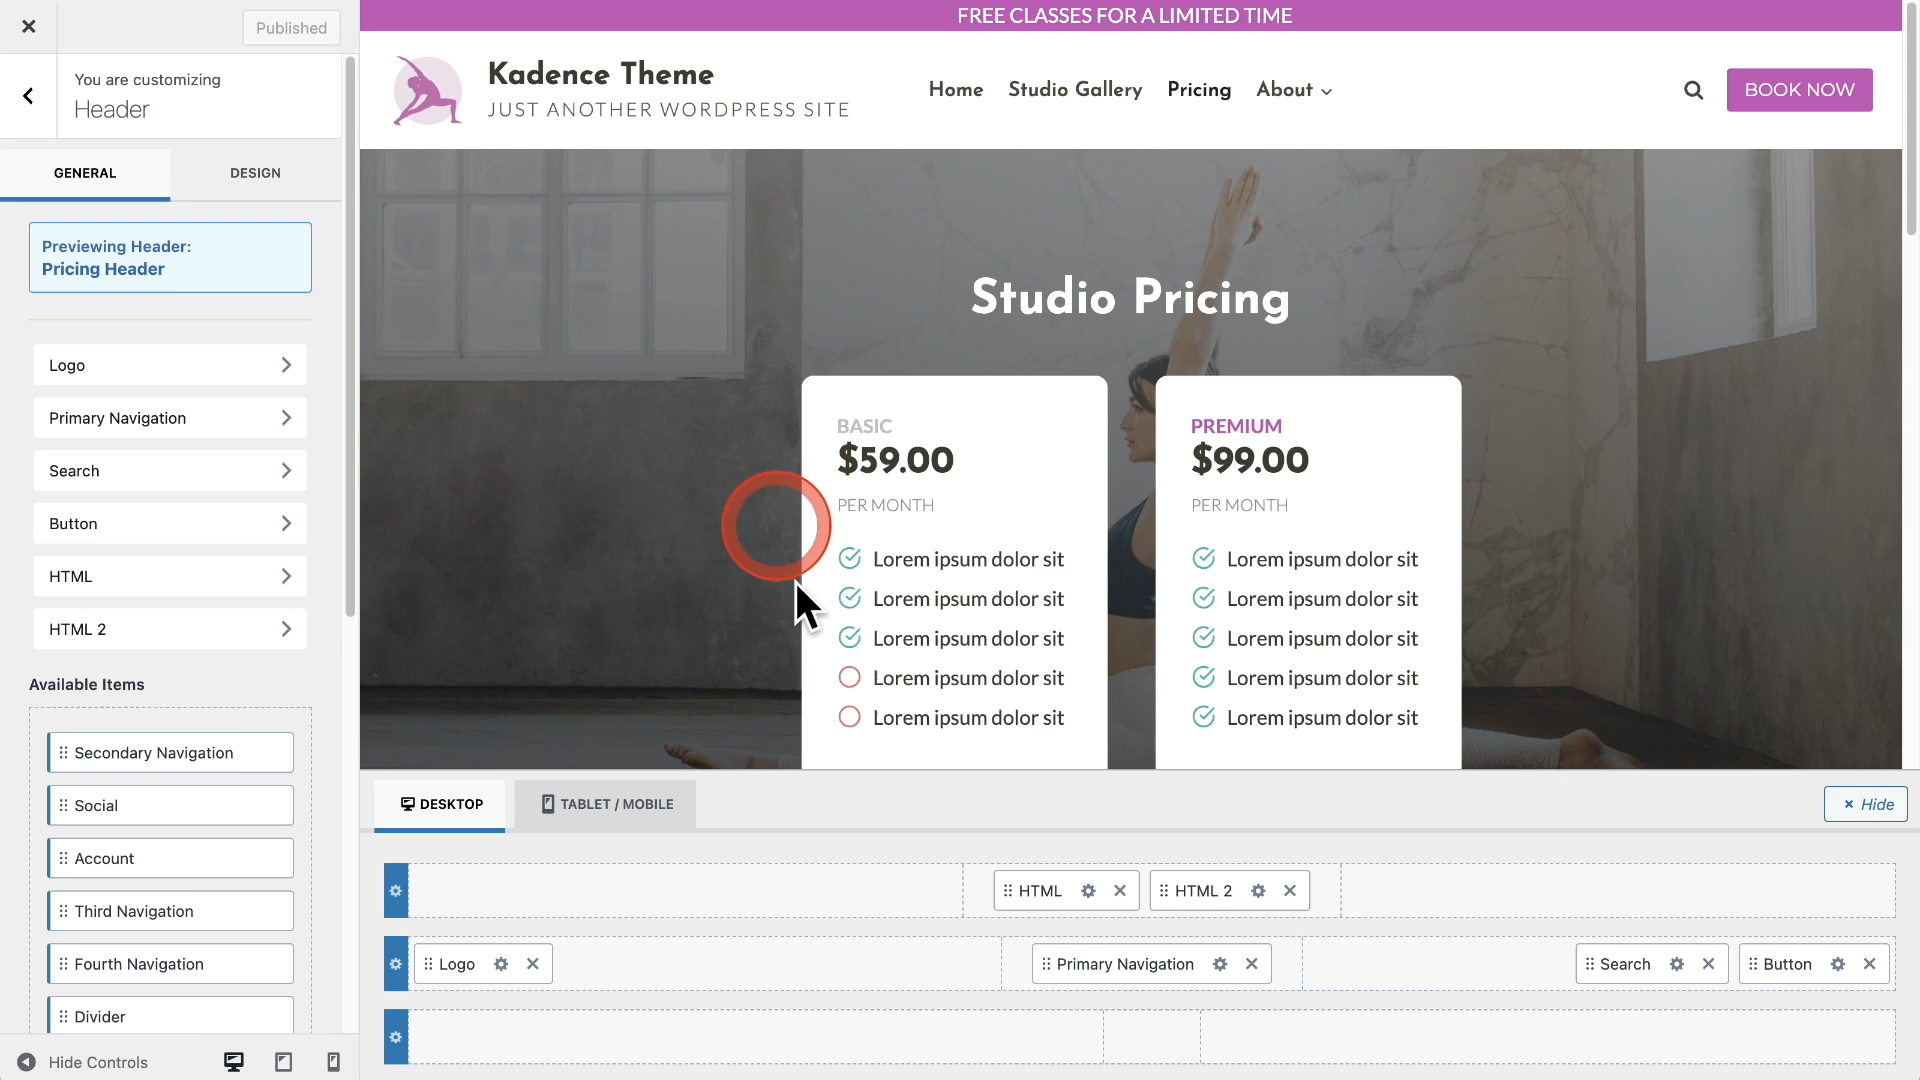 Published
You are customizing
Header
GENERAL
DESIGN
Previewing Header:
Pricing Header
Logo
Primary Navigation
Search
Button
HTML
HTML 2
Available Items
Secondary Navigation
Social
Account
Third Navigation
Fourth Navigation
Divider
Hide Controls
FREE CLASSES FOR A LIMITED TIME
Kadence Theme
JUST ANOTHER WORDPRESS SITE
Home
Studio Gallery
Pricing
About
BOOK NOW
Studio Pricing
BASIC
$59.00
PER MONTH
Lorem ipsum dolor sit
Lorem ipsum dolor sit
Lorem ipsum dolor sit
Lorem ipsum dolor sit
Lorem ipsum dolor sit
PREMIUM
$99.00
PER MONTH
Lorem ipsum dolor sit
Lorem ipsum dolor sit
Lorem ipsum dolor sit
Lorem ipsum dolor sit
Lorem ipsum dolor sit
DESKTOP
TABLET / MOBILE
Hide
HTML
HTML 2
Logo
Primary Navigation
Search
Button